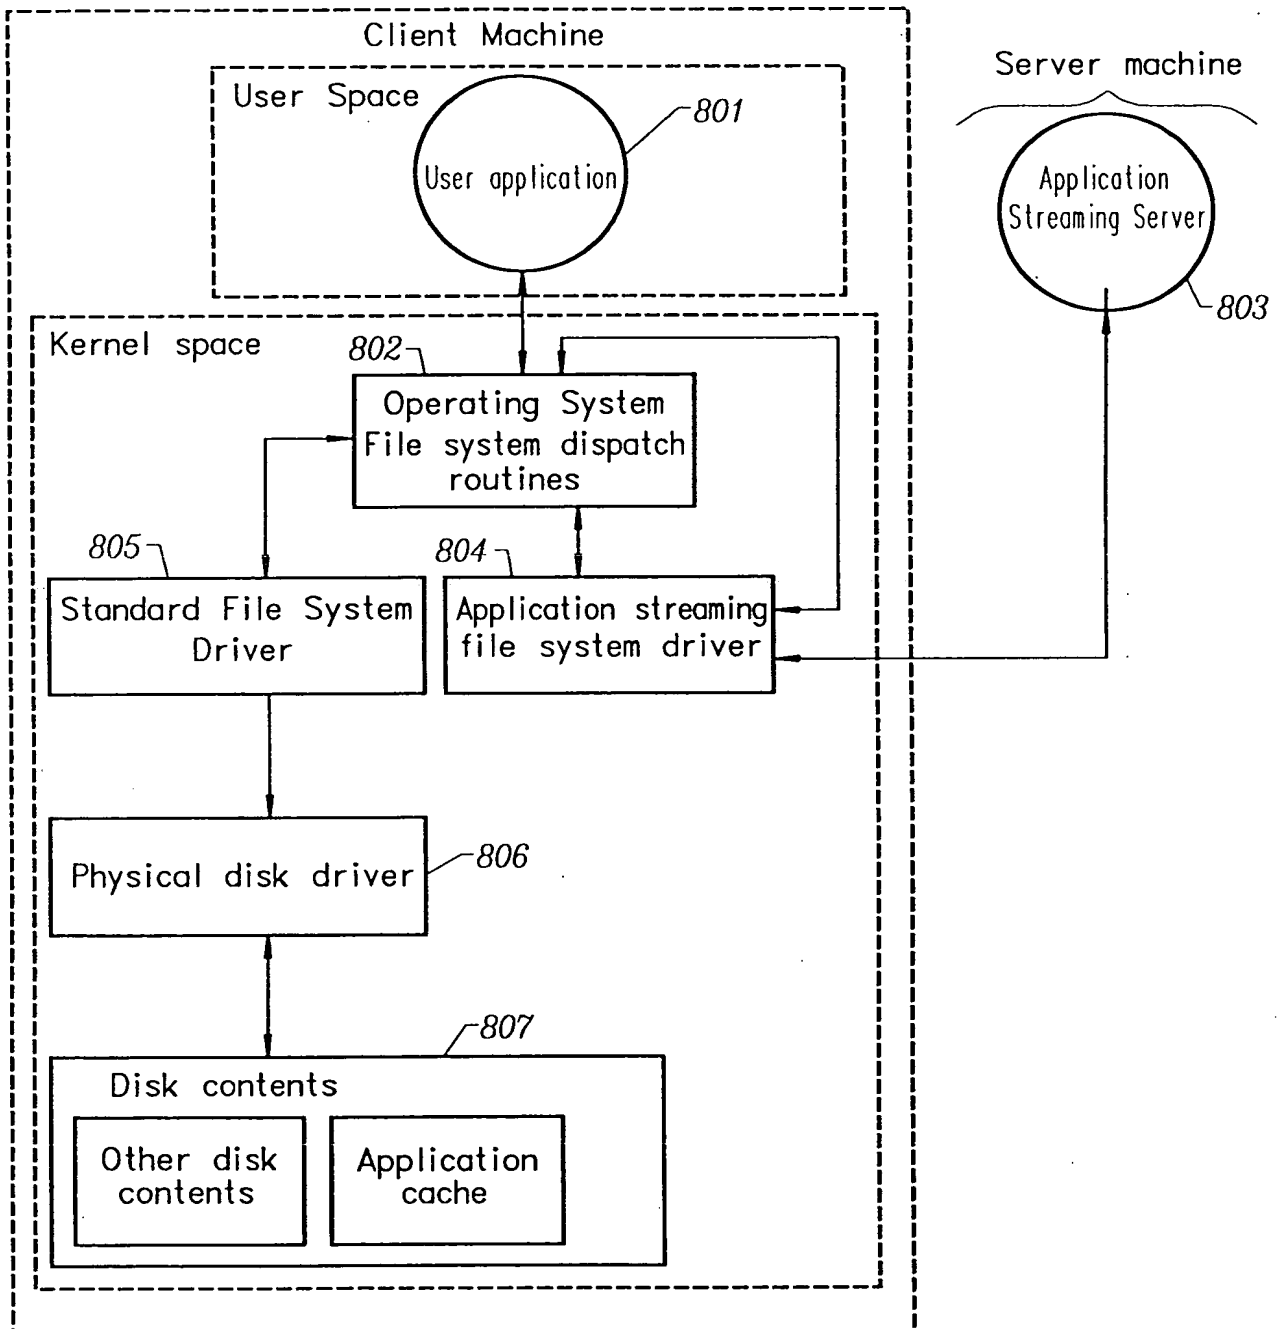 Client Machine
Server machine
User Space
801
User application
Application
Streaming Server
803
Kernel space
802
Operating System
File system dispatch
routines
805
804
Standard File System
Driver
Application streaming
file system driver
Physical disk driver
806
807
Disk contents
Other disk
contents
Application
cache